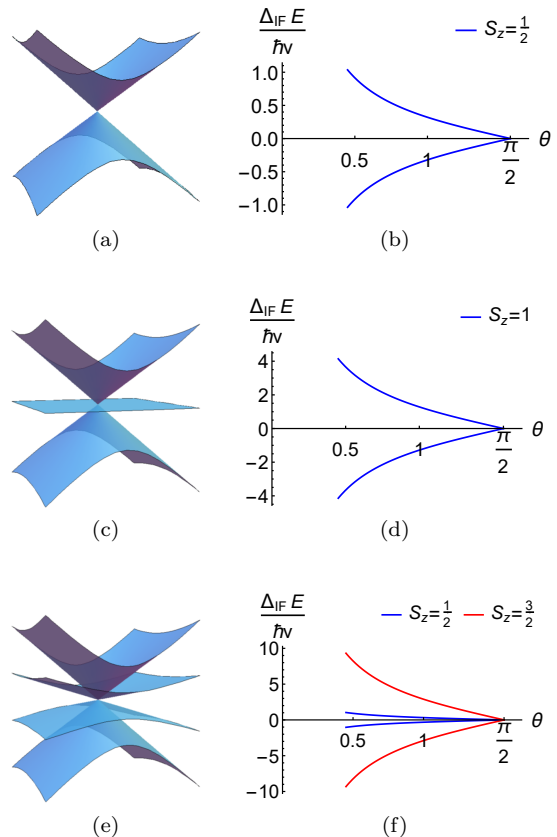 Δ_IF E
ħv
— S_z=1/2
1.0
0.5
0.0
0.5 1 π/2 θ
−0.5
−1.0
(a) (b)
Δ_IF E
ħv
— S_z=1
4
2
0
0.5 1 π/2 θ
−2
−4
(c) (d)
Δ_IF E
ħv
— S_z=1/2 — S_z=3/2
10
5
0
0.5 1 π/2 θ
−5
−10
(e) (f)